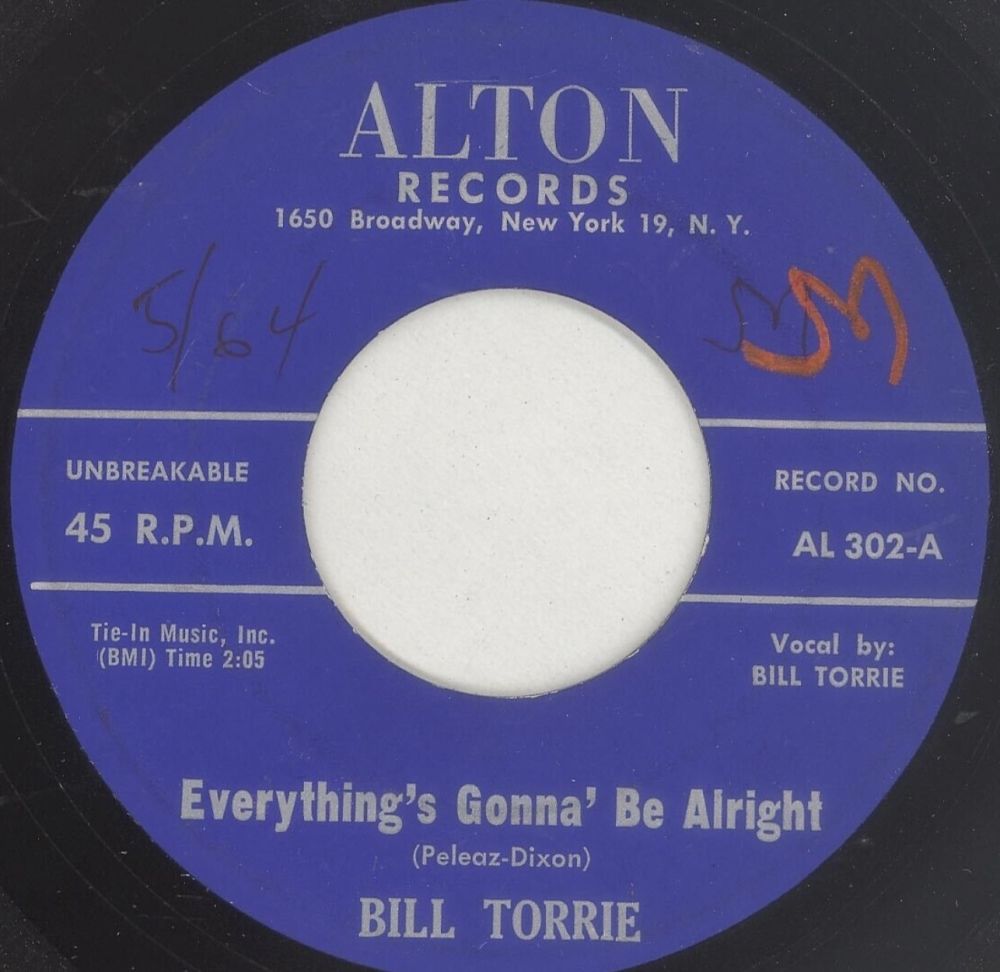 ALTON
RECORDS
1650 Broadway, New York 19, N. Y.
5/64
M
UNBREAKABLE
45 R.P.M.
RECORD NO.
AL 302-A
Tie-In Music, Inc.
(BMI) Time 2:05
Vocal by:
BILL TORRIE
Everything's Gonna' Be Alright
(Peleaz-Dixon)
BILL TORRIE